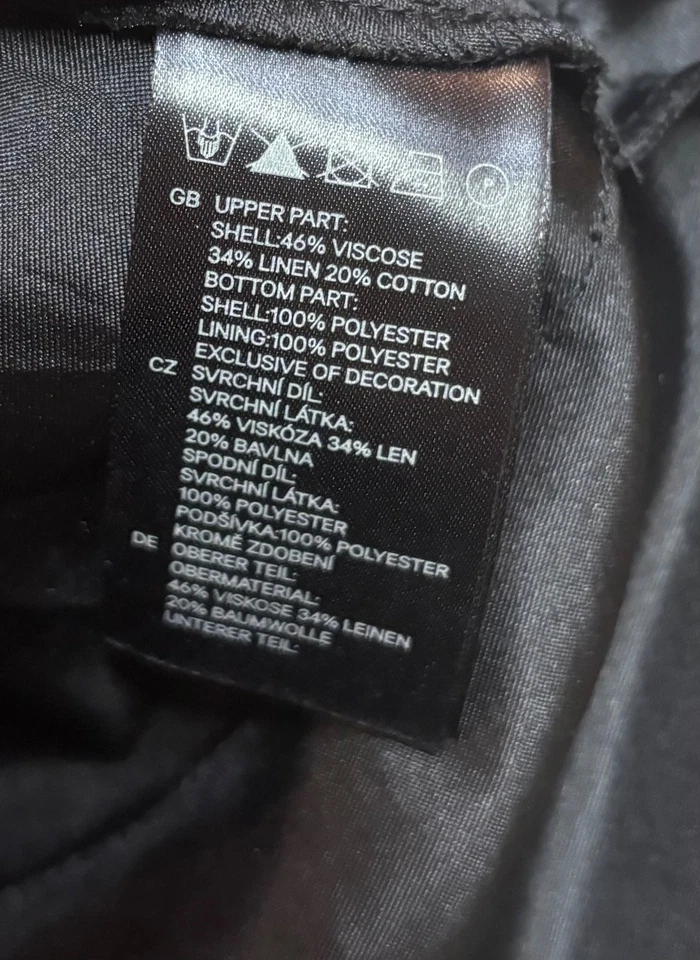 GB UPPER PART:
SHELL:46% VISCOSE
34% LINEN 20% COTTON
BOTTOM PART:
SHELL:100% POLYESTER
LINING:100% POLYESTER
EXCLUSIVE OF DECORATION
CZ SVRCHNÍ DÍL:
SVRCHNÍ LÁTKA:
46% VISKÓZA 34% LEN
20% BAVLNA
SPODNÍ DÍL:
SVRCHNÍ LÁTKA:
100% POLYESTER
PODŠÍVKA:100% POLYESTER
KROMĚ ZDOBENÍ
DE OBERER TEIL:
OBERMATERIAL:
46% VISKOSE 34% LEINEN
20% BAUMWOLLE
UNTERER TEIL: